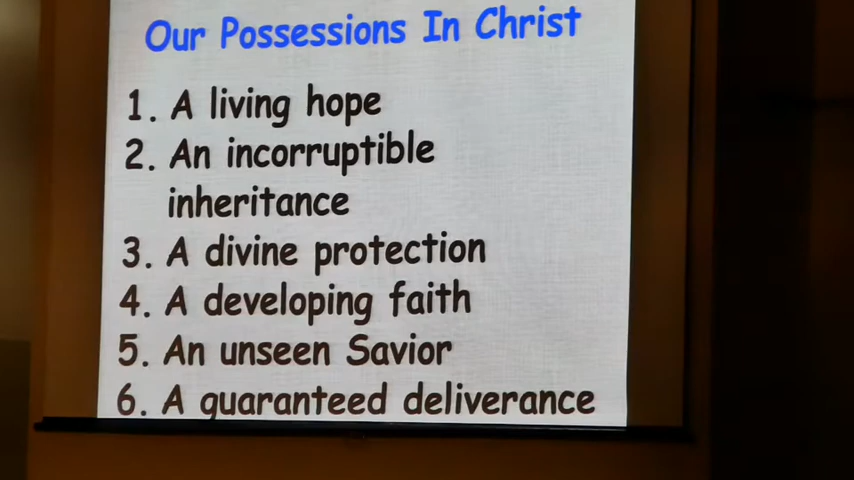 Our Possessions In Christ
1. A living hope
2. An incorruptible
inheritance
3. A divine protection
4. A developing faith
5. An unseen Savior
6. A guaranteed deliverance